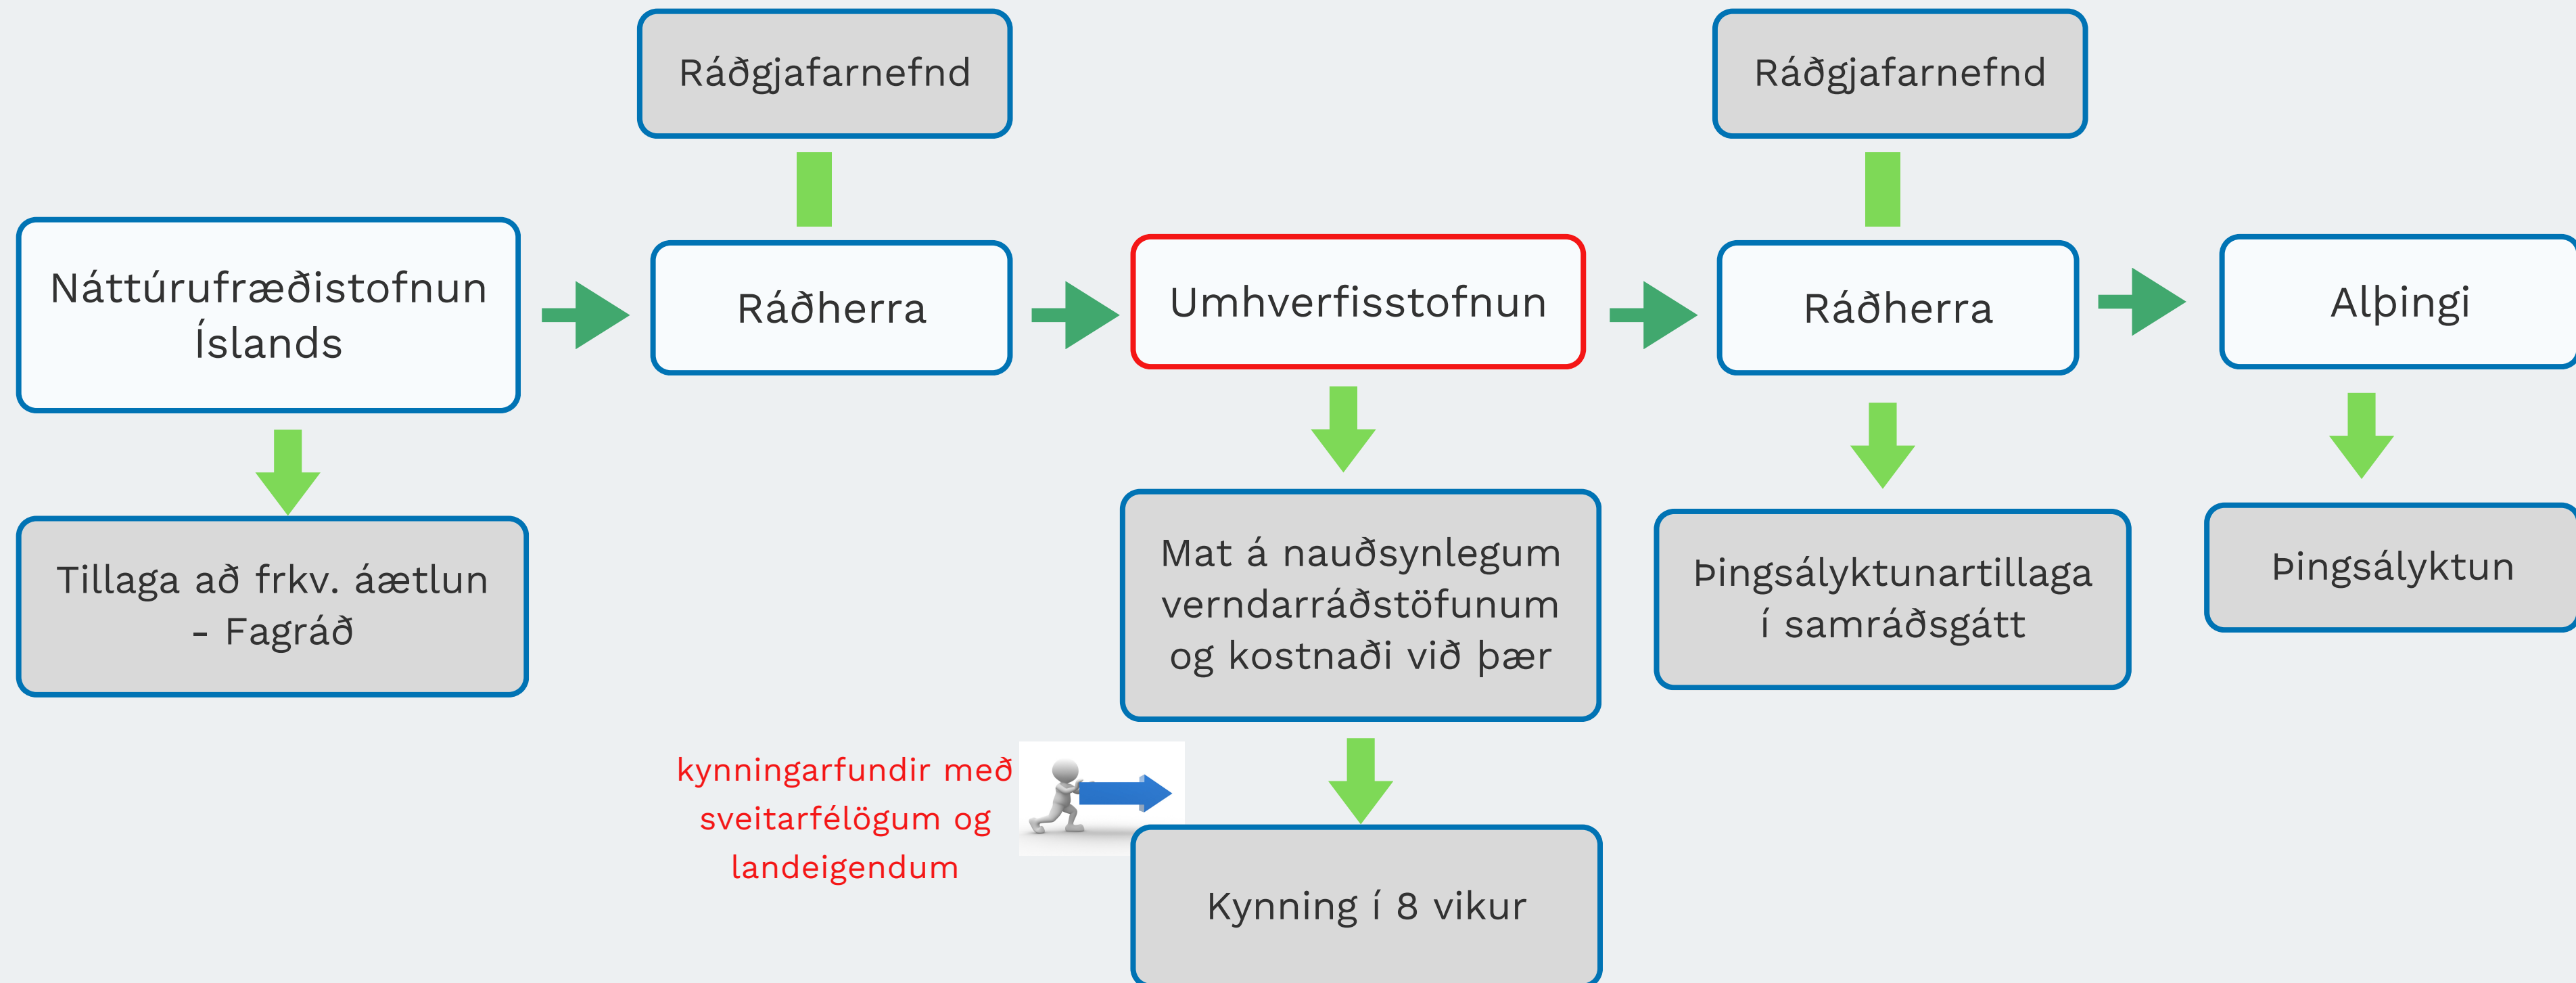 Ráðgjafarnefnd
Ráðgjafarnefnd
Náttúrufræðistofnun
Íslands
Ráðherra
Umhverfisstofnun
Ráðherra
Alþingi
Tillaga að frkv. áætlun
- Fagráð
Mat á nauðsynlegum
verndarráðstöfunum
og kostnaði við þær
Þingsályktunartillaga
í samráðsgátt
Þingsályktun
kynningarfundir með
sveitarfélögum og
landeigendum
Kynning í 8 vikur